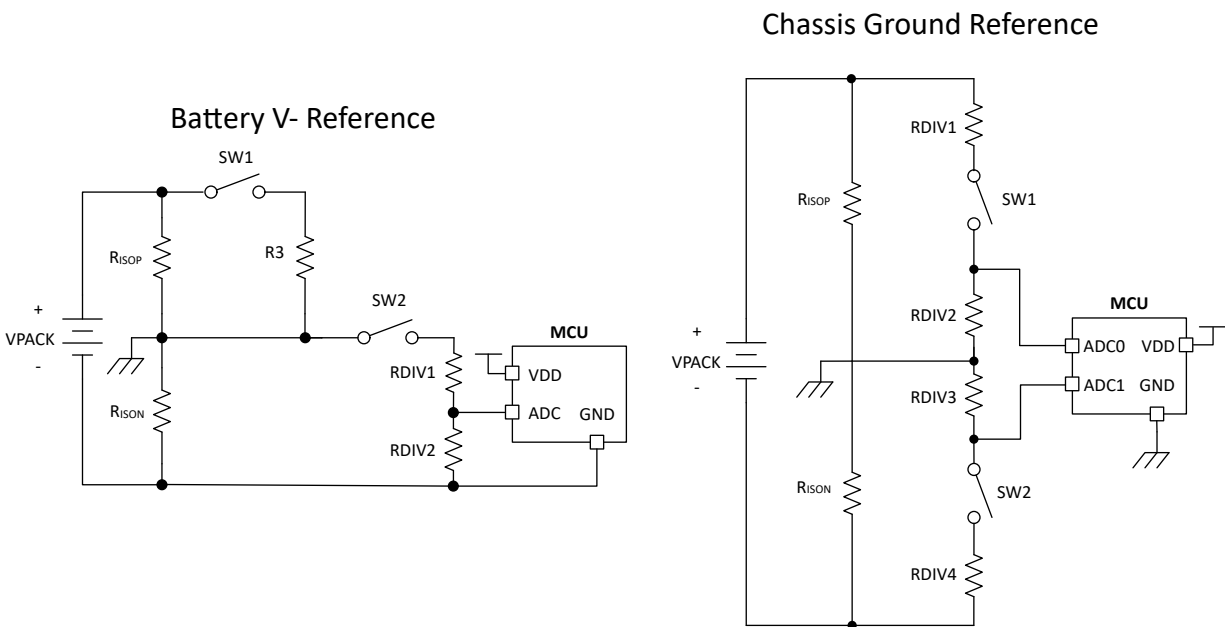 Chassis Ground Reference
Battery V- Reference
SW1
RISOP
R3
SW2
+
VPACK
-
MCU
VDD
ADC
GND
RDIV1
RDIV2
RISON
RDIV1
SW1
RISOP
RDIV2
MCU
+
VPACK
-
ADC0
VDD
ADC1
GND
RDIV3
RISON
SW2
RDIV4